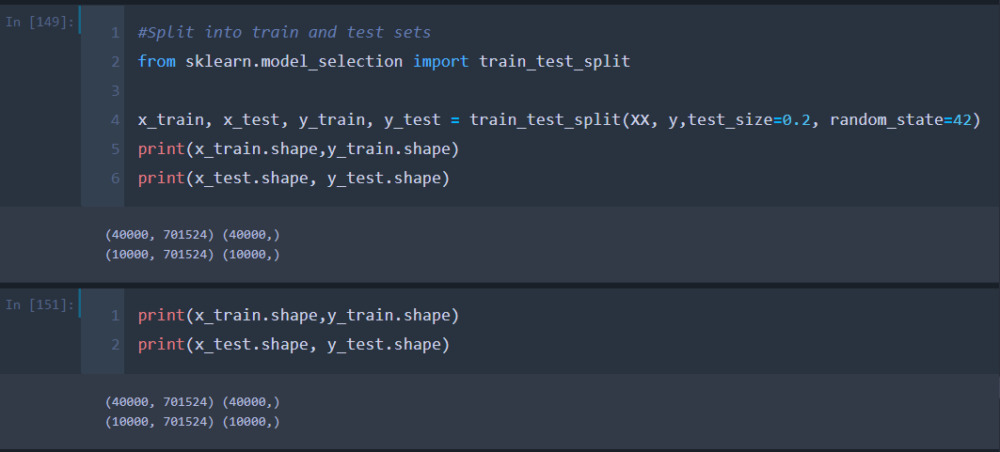 In [149]:
1 #Split into train and test sets
2 from sklearn.model_selection import train_test_split
3
4 x_train, x_test, y_train, y_test = train_test_split(XX, y,test_size=0.2, random_state=42)
5 print(x_train.shape,y_train.shape)
6 print(x_test.shape, y_test.shape)
(40000, 701524) (40000,)
(10000, 701524) (10000,)
In [151]:
1 print(x_train.shape,y_train.shape)
2 print(x_test.shape, y_test.shape)
(40000, 701524) (40000,)
(10000, 701524) (10000,)